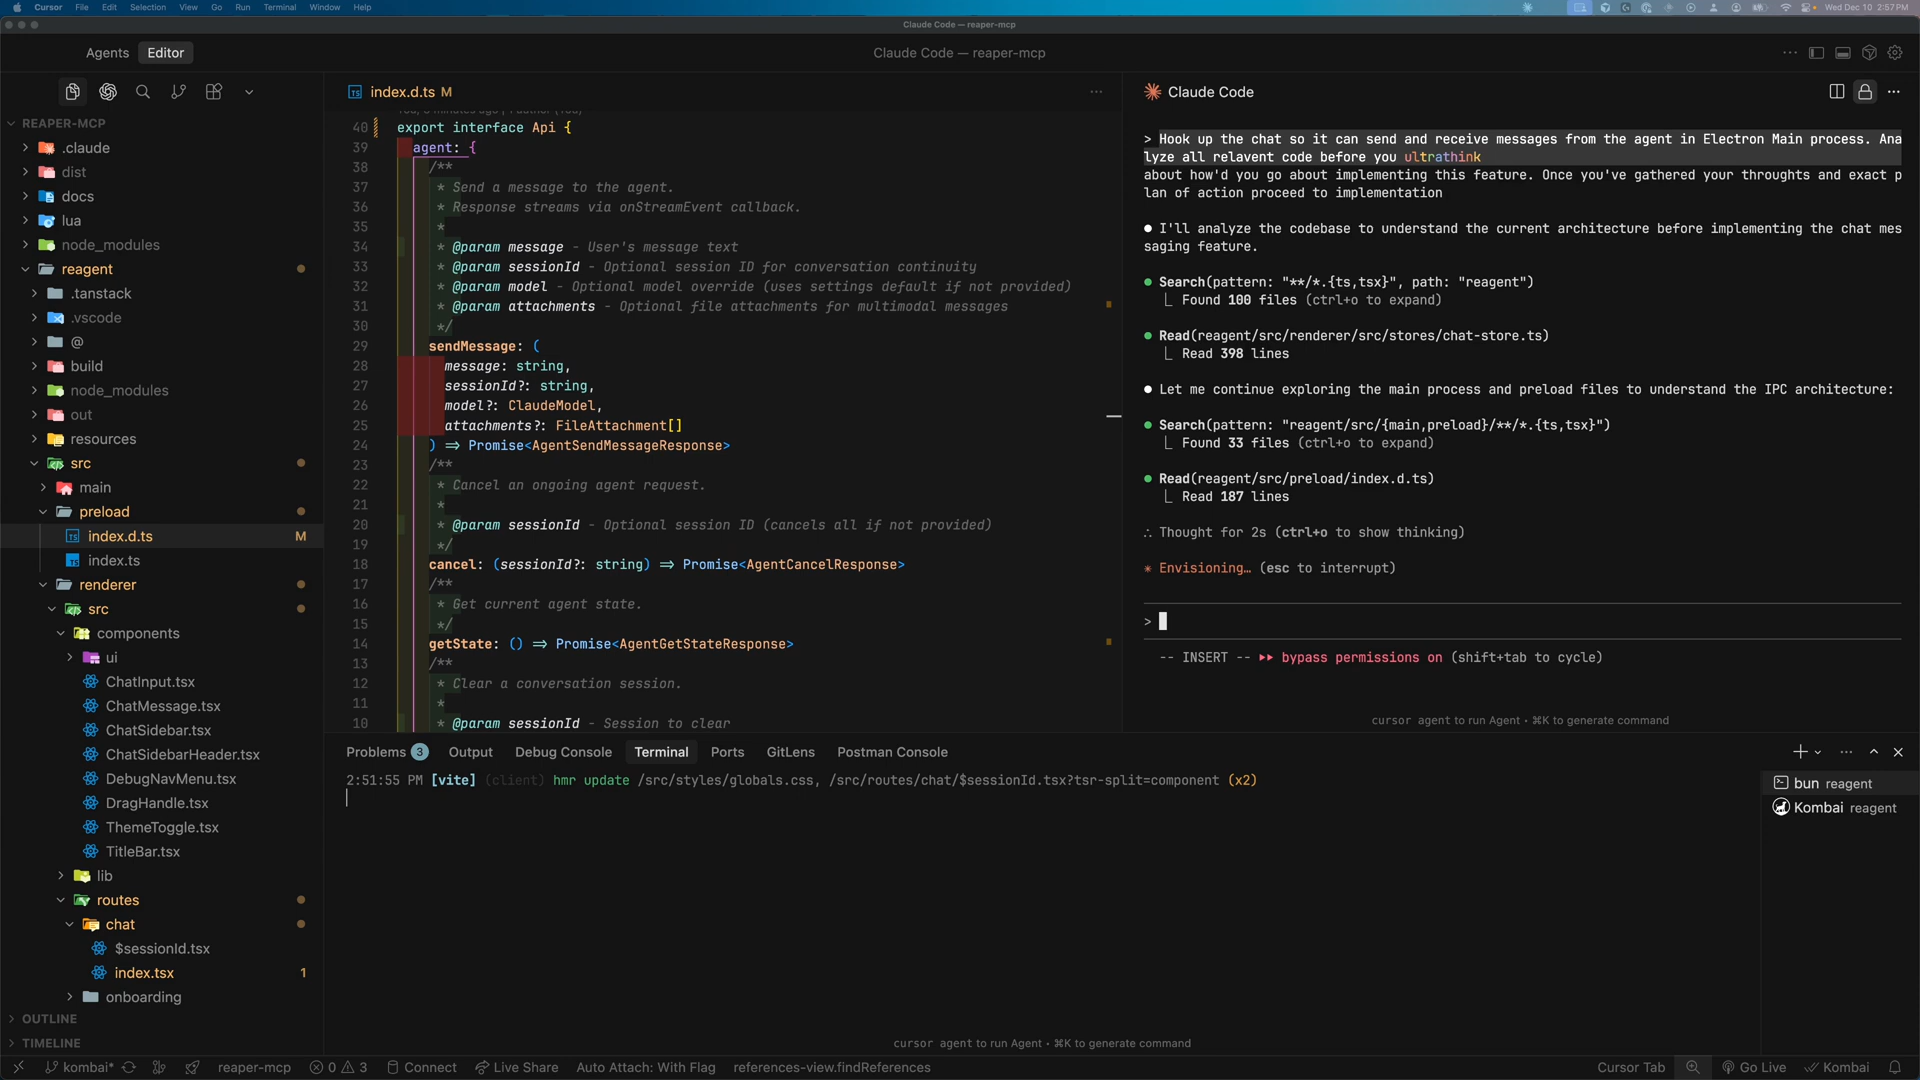 Cursor File Edit Selection View Go Run Terminal Window Help
Wed Dec 10 2:57 PM
Claude Code — reaper-mcp
Agents Editor
Claude Code — reaper-mcp
REAPER-MCP
.claude
dist
docs
lua
node_modules
reagent
.tanstack
.vscode
@
build
node_modules
out
resources
src
main
preload
index.d.ts M
index.ts
renderer
src
components
ui
ChatInput.tsx
ChatMessage.tsx
ChatSidebar.tsx
ChatSidebarHeader.tsx
DebugNavMenu.tsx
DragHandle.tsx
ThemeToggle.tsx
TitleBar.tsx
lib
routes
chat
$sessionId.tsx
index.tsx 1
onboarding
OUTLINE
TIMELINE
index.d.ts M
40 export interface Api {
39 agent: {
38 /**
37 * Send a message to the agent.
36 * Response streams via onStreamEvent callback.
35 *
34 * @param message - User's message text
33 * @param sessionId - Optional session ID for conversation continuity
32 * @param model - Optional model override (uses settings default if not provided)
31 * @param attachments - Optional file attachments for multimodal messages
30 */
29 sendMessage: (
28 message: string,
27 sessionId?: string,
26 model?: ClaudeModel,
25 attachments?: FileAttachment[]
24 ) => Promise<AgentSendMessageResponse>
23 /**
22 * Cancel an ongoing agent request.
21 *
20 * @param sessionId - Optional session ID (cancels all if not provided)
19 */
18 cancel: (sessionId?: string) => Promise<AgentCancelResponse>
17 /**
16 * Get current agent state.
15 */
14 getState: () => Promise<AgentGetStateResponse>
13 /**
12 * Clear a conversation session.
11 *
10 * @param sessionId - Session to clear
Claude Code
> Hook up the chat so it can send and receive messages from the agent in Electron Main process. Ana
lyze all relavent code before you ultrathink
about how'd you go about implementing this feature. Once you've gathered your throughts and exact p
lan of action proceed to implementation
● I'll analyze the codebase to understand the current architecture before implementing the chat mes
saging feature.
● Search(pattern: "**/*.{ts,tsx}", path: "reagent")
⎿ Found 100 files (ctrl+o to expand)
● Read(reagent/src/renderer/src/stores/chat-store.ts)
⎿ Read 398 lines
● Let me continue exploring the main process and preload files to understand the IPC architecture:
● Search(pattern: "reagent/src/{main,preload}/**/*.{ts,tsx}")
⎿ Found 33 files (ctrl+o to expand)
● Read(reagent/src/preload/index.d.ts)
⎿ Read 187 lines
∴ Thought for 2s (ctrl+o to show thinking)
✳ Envisioning… (esc to interrupt)
>
-- INSERT -- ▸▸ bypass permissions on (shift+tab to cycle)
cursor agent to run Agent • ⌘K to generate command
Problems 3 Output Debug Console Terminal Ports GitLens Postman Console
2:51:55 PM [vite] (client) hmr update /src/styles/globals.css, /src/routes/chat/$sessionId.tsx?tsr-split=component (x2)
bun reagent
Kombai reagent
cursor agent to run Agent • ⌘K to generate command
kombai* reaper-mcp 0 3 Connect Live Share Auto Attach: With Flag references-view.findReferences Cursor Tab Go Live Kombai